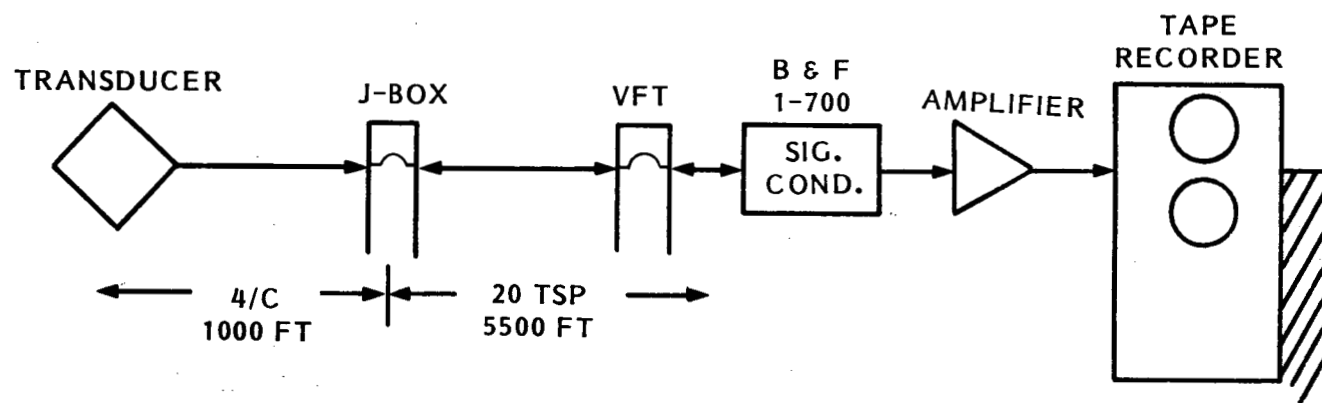 TRANSDUCER
J-BOX
VFT
B & F
1-700
SIG.
COND.
AMPLIFIER
TAPE
RECORDER
4/C
1000 FT
20 TSP
5500 FT